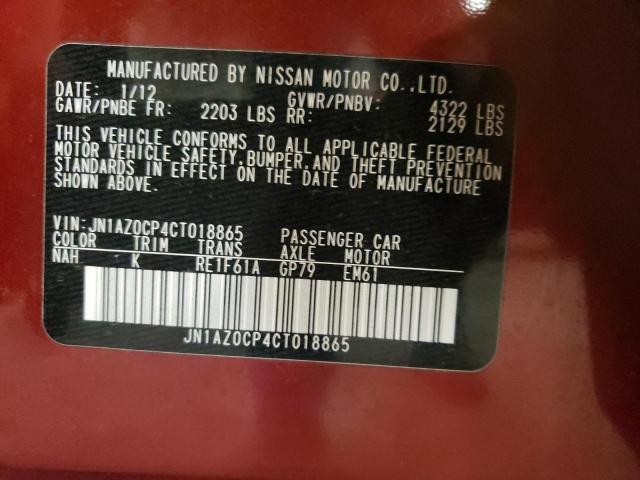 MANUFACTURED BY NISSAN MOTOR CO.,LTD.
DATE: 1/12 GVWR/PNBV: 4322 LBS
GAWR/PNBE FR: 2203 LBS RR: 2129 LBS
THIS VEHICLE CONFORMS TO ALL APPLICABLE FEDERAL
MOTOR VEHICLE SAFETY,BUMPER,AND THEFT PREVENTION
STANDARDS IN EFFECT ON THE DATE OF MANUFACTURE
SHOWN ABOVE.
VIN:JN1AZ0CP4CT018865 PASSENGER CAR
COLOR TRIM TRANS AXLE MOTOR
NAH K RE1F61A GP79 EM61
JN1AZ0CP4CT018865